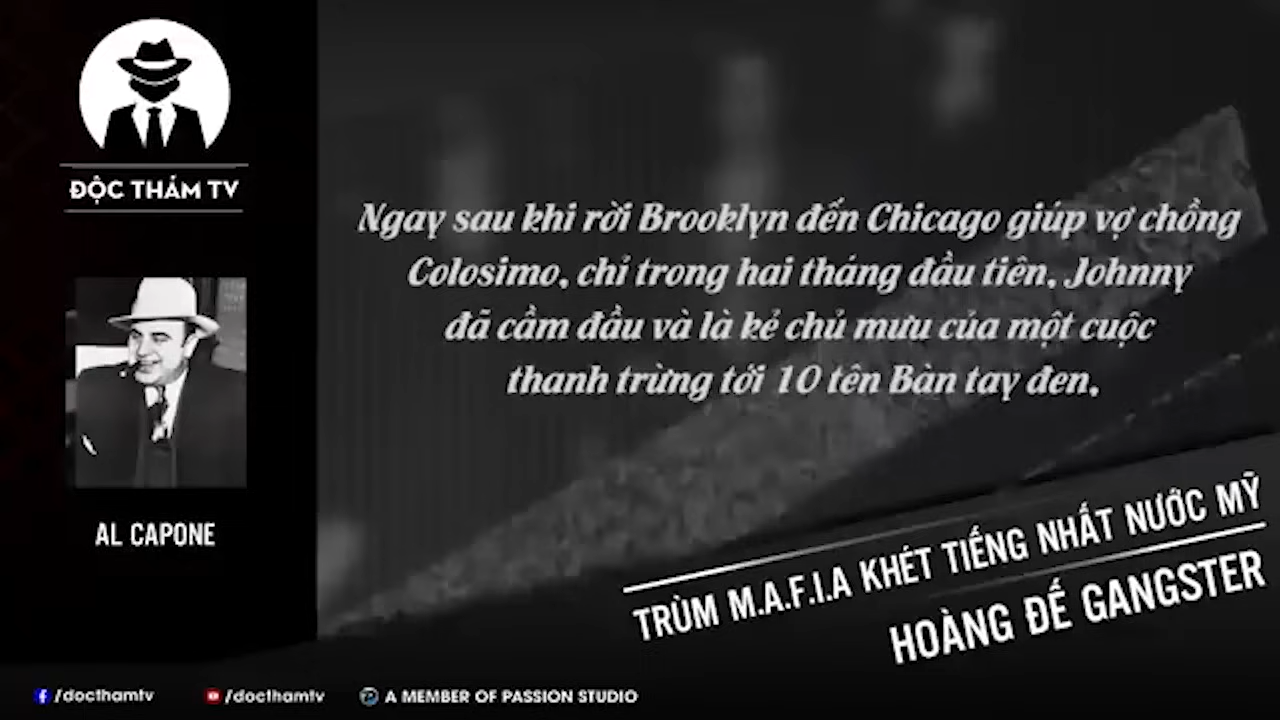 ĐỘC THÁM TV
AL CAPONE
Ngay sau khi rời Brooklyn đến Chicago giúp vợ chồng
Colosimo, chỉ trong hai tháng đầu tiên, Johnny
đã cầm đầu và là kẻ chủ mưu của một cuộc
thanh trừng tới 10 tên Bàn tay đen.
TRÙM M.A.F.I.A KHÉT TIẾNG NHẤT NƯỚC MỸ
HOÀNG ĐẾ GANGSTER
/docthamtv
/docthamtv
A MEMBER OF PASSION STUDIO